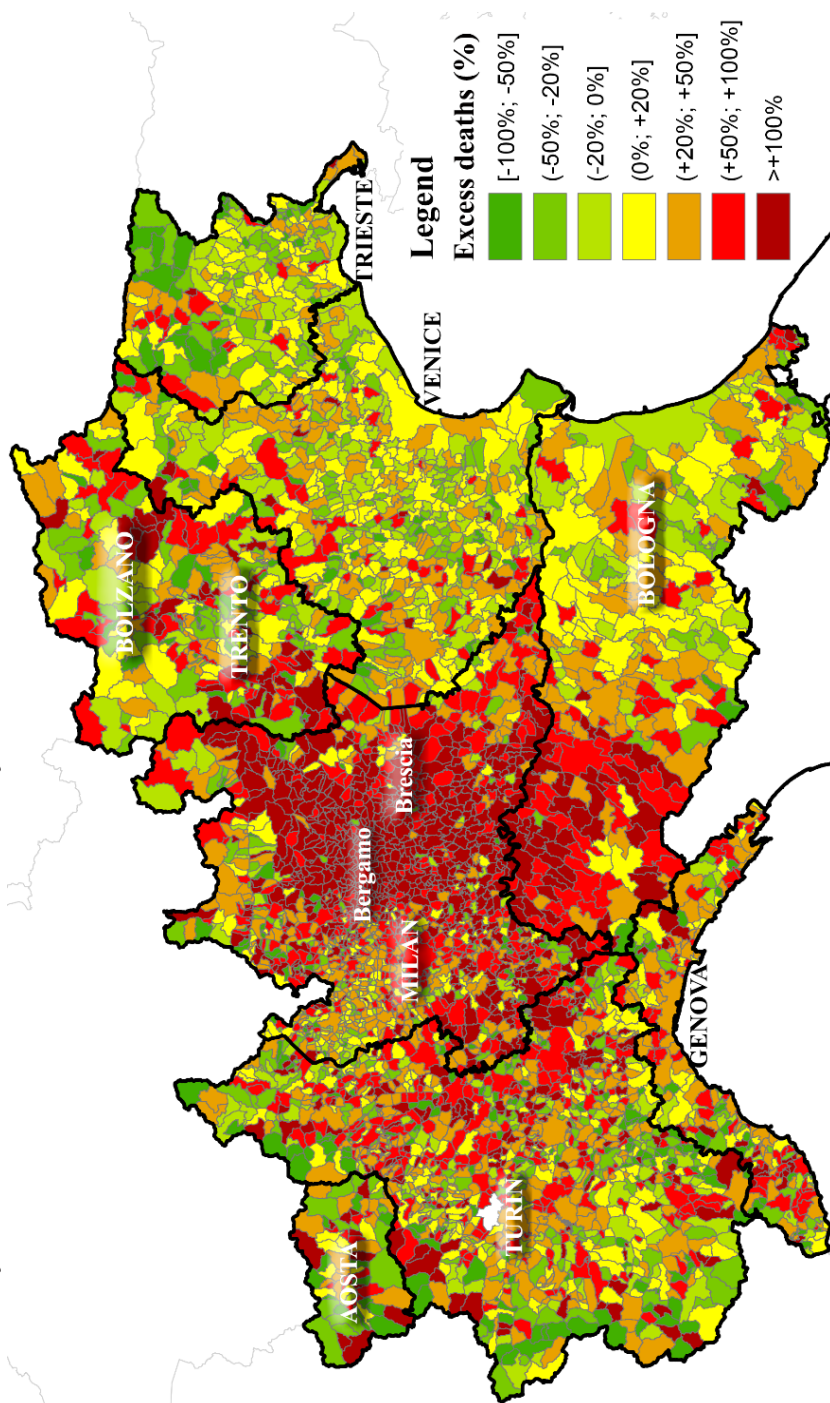 BOLZANO
TRENTO
TRIESTE
AOSTA
Bergamo
Brescia
MILAN
VENICE
TURIN
GENOVA
BOLOGNA
Legend
Excess deaths (%)
[-100%; -50%]
(-50%; -20%]
(-20%; 0%]
(0%; +20%]
(+20%; +50%]
(+50%; +100%]
>+100%